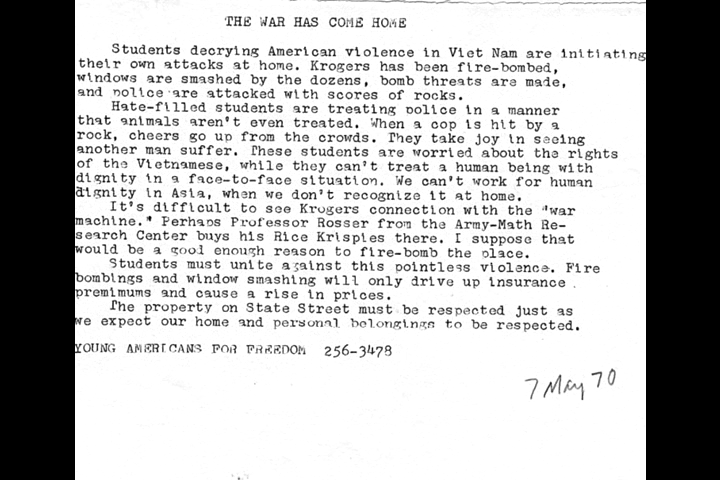 THE WAR HAS COME HOME
Students decrying American violence in Viet Nam are initiating
their own attacks at home. Krogers has been fire-bombed,
windows are smashed by the dozens, bomb threats are made,
and police are attacked with scores of rocks.
Hate-filled students are treating police in a manner
that animals aren't even treated. When a cop is hit by a
rock, cheers go up from the crowds. They take joy in seeing
another man suffer. These students are worried about the rights
of the Vietnamese, while they can't treat a human being with
dignity in a face-to-face situation. We can't work for human
dignity in Asia, when we don't recognize it at home.
It's difficult to see Krogers connection with the "war
machine." Perhaps Professor Rosser from the Army-Math Re-
search Center buys his Rice Krispies there. I suppose that
would be a good enough reason to fire-bomb the place.
Students must unite against this pointless violence. Fire
bombings and window smashing will only drive up insurance
premimums and cause a rise in prices.
The property on State Street must be respected just as
we expect our home and personal belongings to be respected.
YOUNG AMERICANS FOR FREEDOM 256-3478
7 May 70